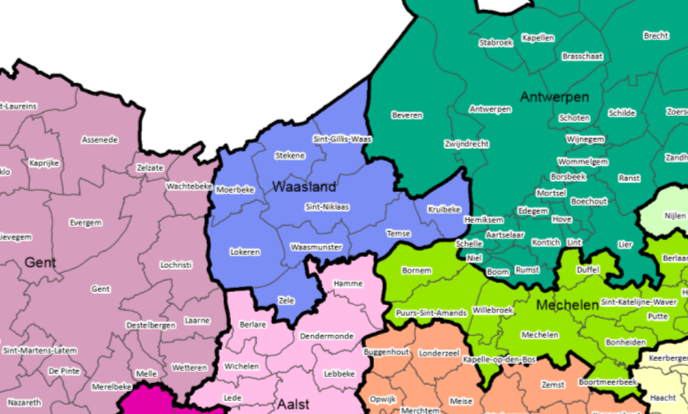 Brecht
Kapellen
Stabroek
Brasschaat
Antwerpen
t-Laureins
Antwerpen
Beveren
Schoten
Schilde
Zoers
Assenede
Sint-Gillis-Waas
Wijnegem
Zwijndrecht
Stekene
Zandh
Kaprijke
Wommelgem
klo
Zelzate
Borsbeek
Ranst
Wachtebeke
Moerbeke
Waasland
Mortsel
Boechout
Sint-Niklaas
Kruibeke
Edegem
Hove
Nijlen
Evergem
Hemiksem
ievegem
Temse
Aartselaar
Kontich
Lint
Lier
Waasmunster
Schelle
Lokeren
Niel
Berlaar
Gent
Lochristi
Bornem
Boom
Rumst
Duffel
Hamme
Gent
Zele
Mechelen
Sint-Katelijne-Waver
Puurs-Sint-Amands
Willebroek
Putte
Laarne
Destelbergen
Berlare
Dendermonde
Mechelen
Bonheiden
Sint-Martens-Latem
Buggenhout
Londerzeel
Kapelle-op-den-Bos
Keerbergen
Wetteren
Wichelen
De Pinte
Melle
Lebbeke
Boortmeerbeek
Merelbeke
Zemst
Lede
Opwijk
Meise
Haacht
Nazareth
Aalst
Merchtem